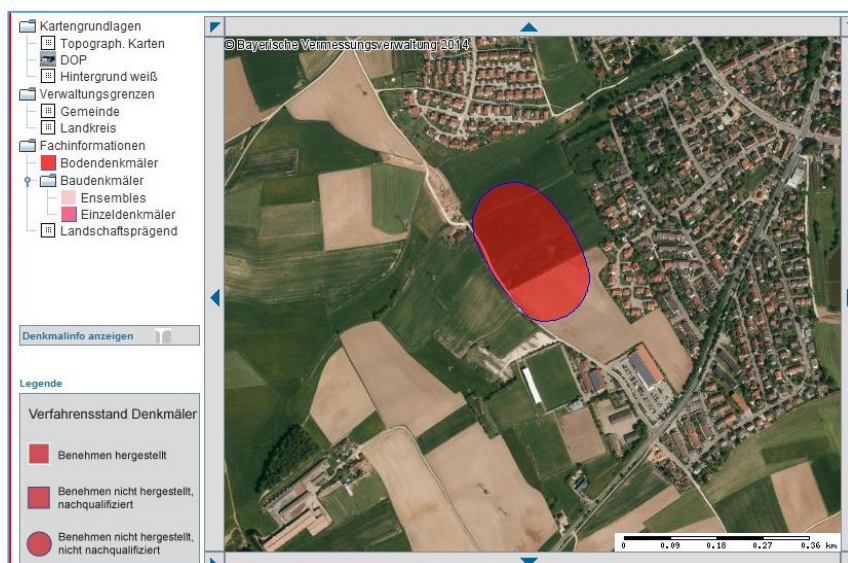 Kartengrundlagen
Topograph. Karten
DOP
Hintergrund weiß
Verwaltungsgrenzen
Gemeinde
Landkreis
Fachinformationen
Bodendenkmäler
Baudenkmäler
Ensembles
Einzeldenkmäler
Landschaftsprägend
Denkmalinfo anzeigen
Legende
Verfahrensstand Denkmäler
Benehmen hergestellt
Benehmen nicht hergestellt,
nachqualifiziert
Benehmen nicht hergestellt,
nicht nachqualifiziert
© Bayerische Vermessungsverwaltung 2014
0 0.09 0.18 0.27 0.36 km